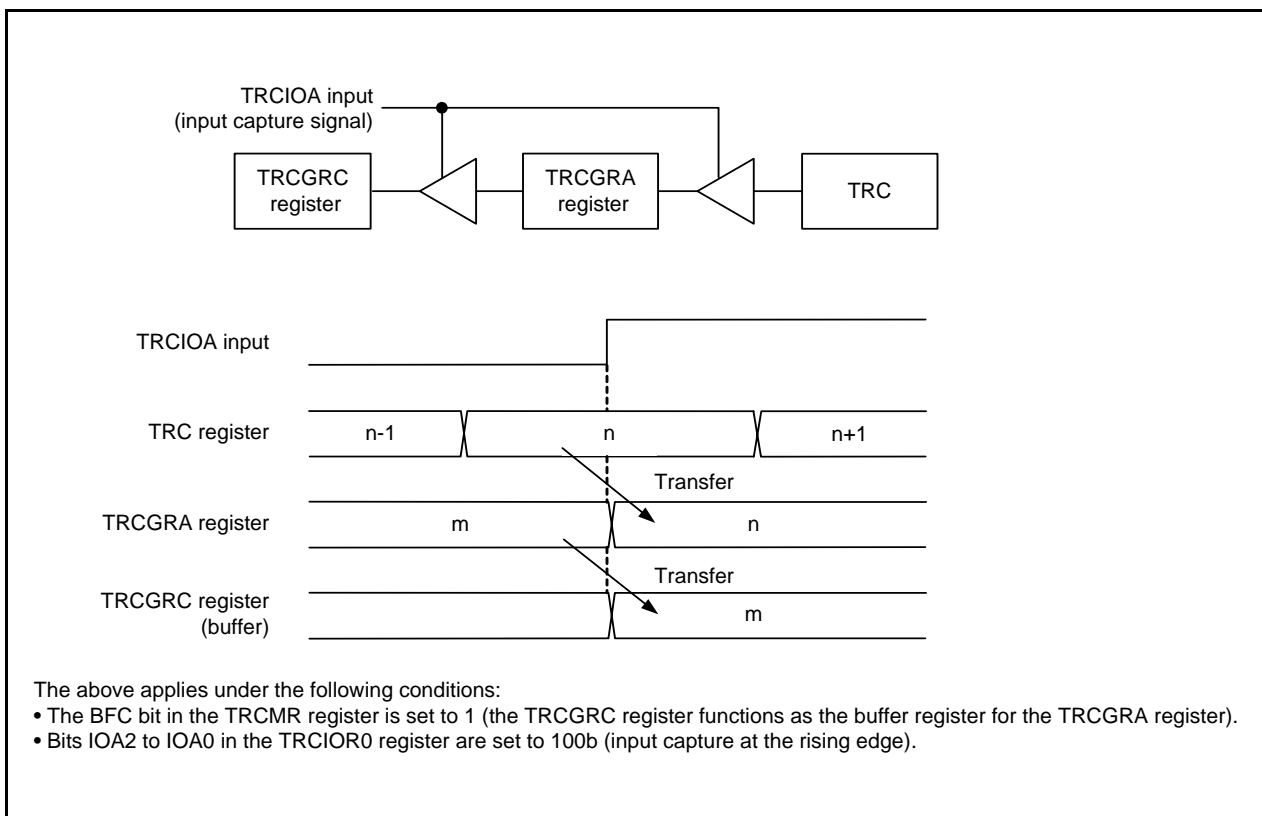 TRCIOA input
(input capture signal)
TRCGRC
register
TRCGRA
register
TRC
TRCIOA input
TRC register
n-1
n
n+1
Transfer
TRCGRA register
m
n
Transfer
TRCGRC register
(buffer)
m
The above applies under the following conditions:
• The BFC bit in the TRCMR register is set to 1 (the TRCGRC register functions as the buffer register for the TRCGRA register).
• Bits IOA2 to IOA0 in the TRCIOR0 register are set to 100b (input capture at the rising edge).